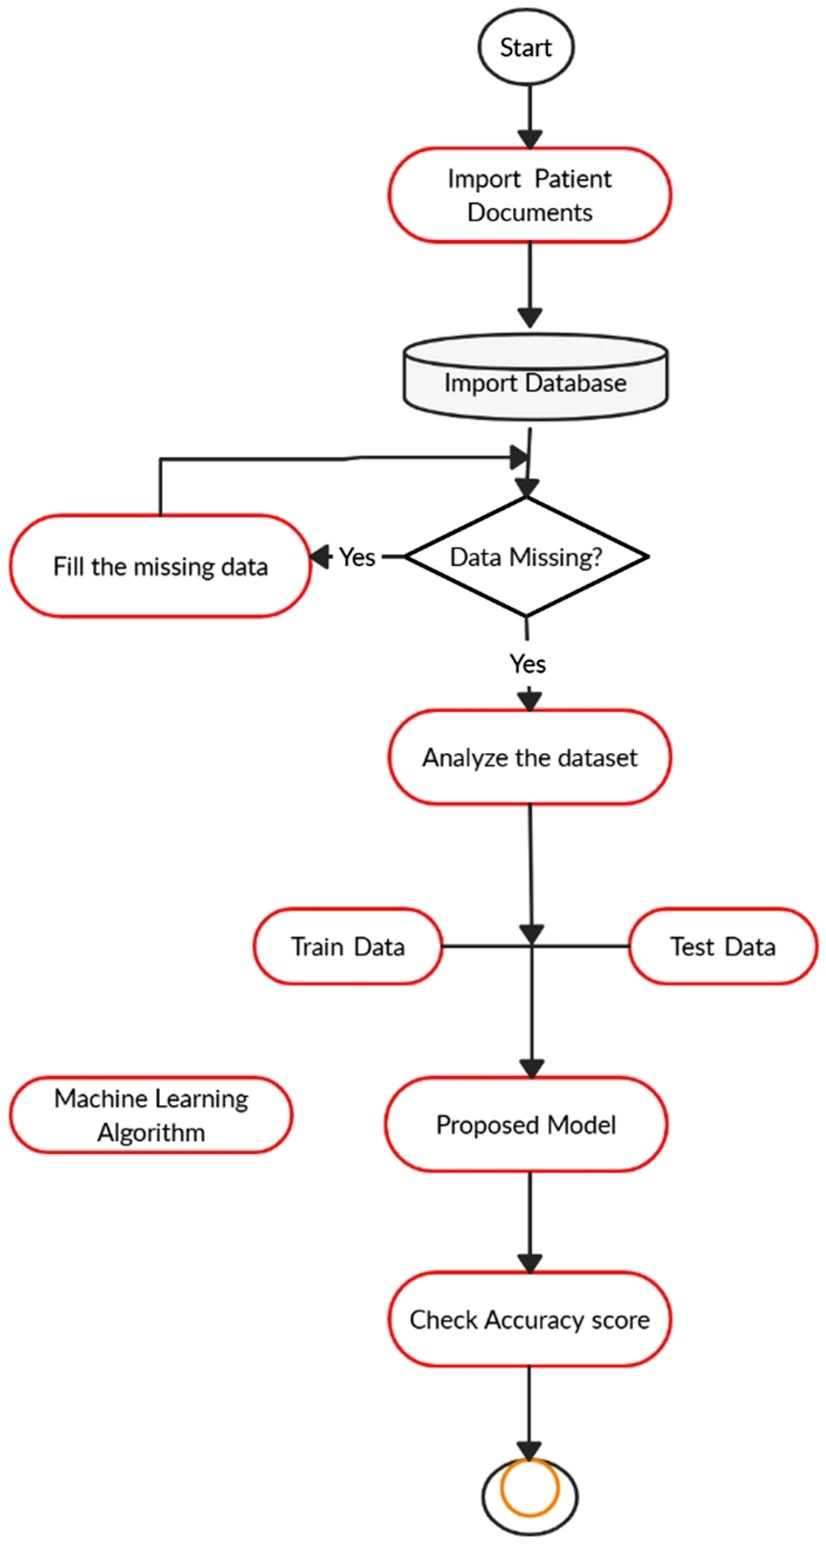 Start
Import Patient
Documents
Import Database
Data Missing?
Yes
Fill the missing data
Yes
Analyze the dataset
Train Data
Test Data
Machine Learning
Algorithm
Proposed Model
Check Accuracy score